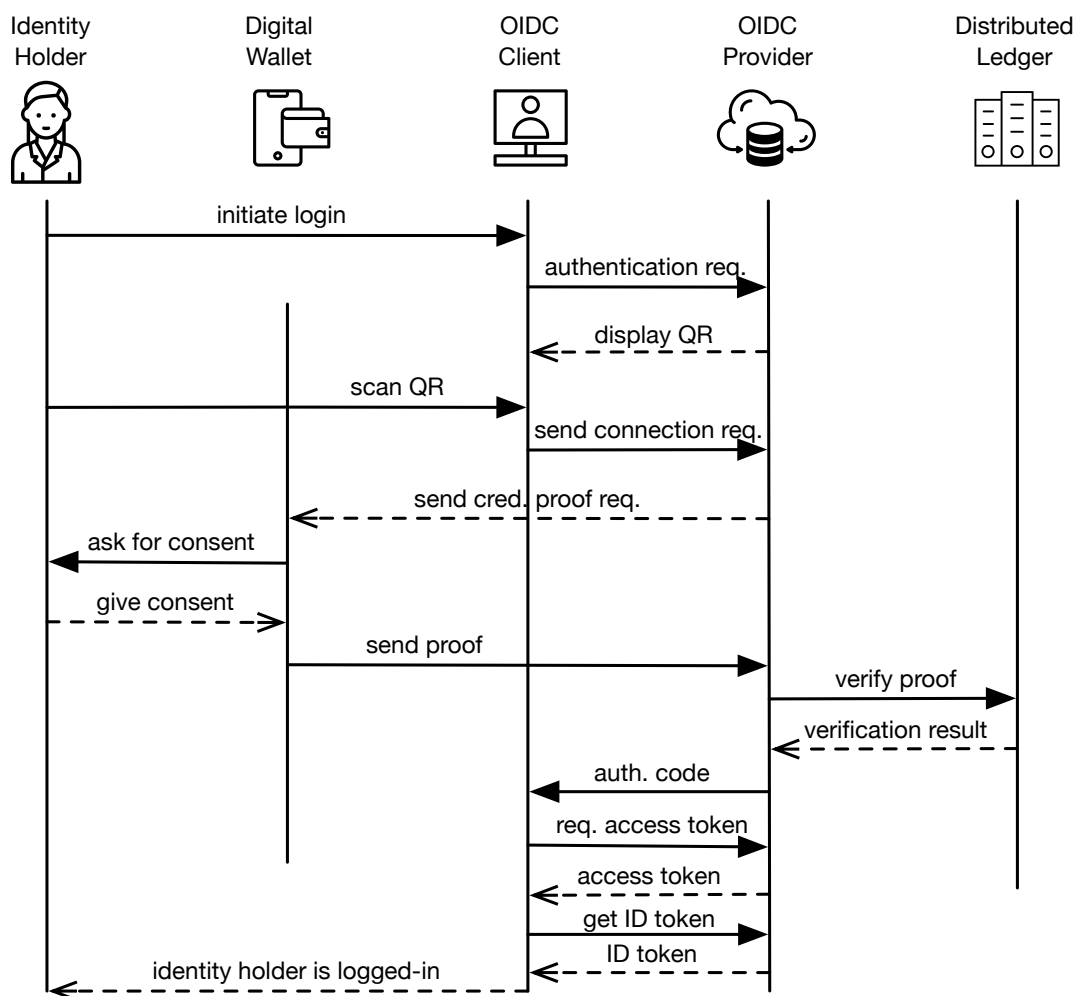 Identity
Holder
Digital
Wallet
OIDC
Client
OIDC
Provider
Distributed
Ledger
initiate login
authentication req.
display QR
scan QR
send connection req.
send cred. proof req.
ask for consent
give consent
send proof
verify proof
verification result
auth. code
req. access token
access token
get ID token
ID token
identity holder is logged-in